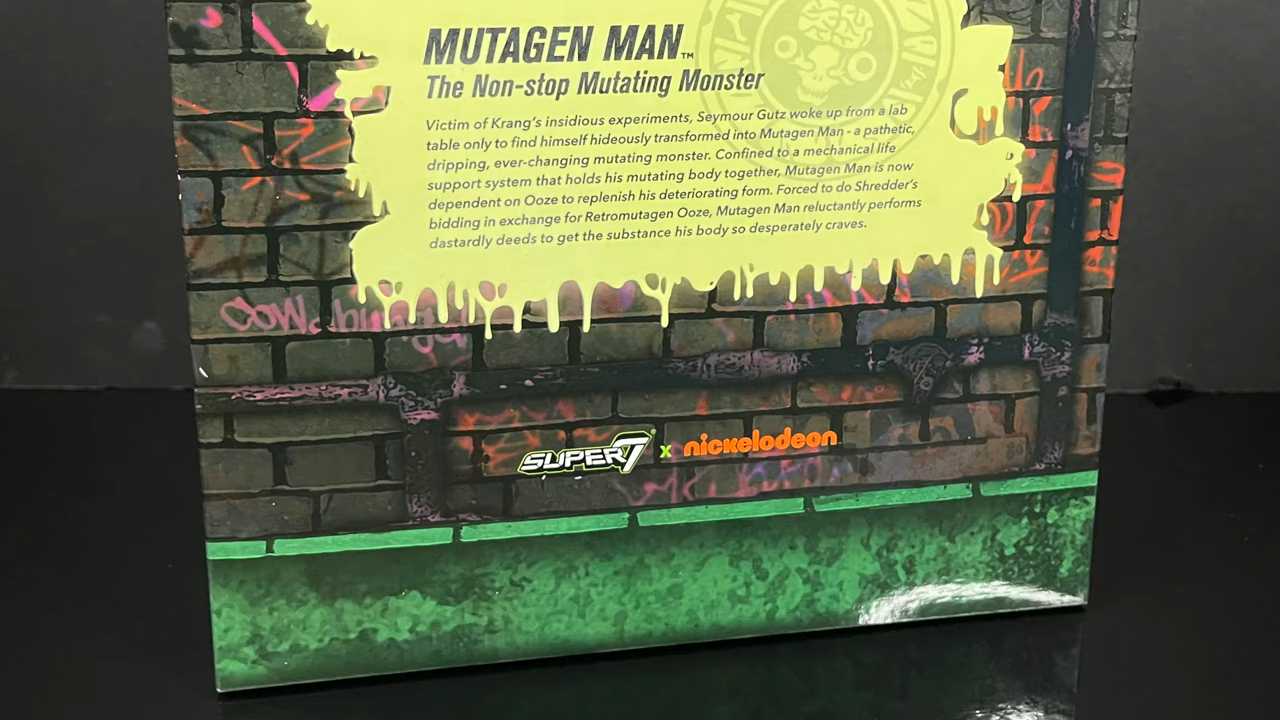 MUTAGEN MAN™
The Non-stop Mutating Monster
Victim of Krang's insidious experiments, Seymour Gutz woke up from a lab
table only to find himself hideously transformed into Mutagen Man - a pathetic,
dripping, ever-changing mutating monster. Confined to a mechanical life
support system that holds his mutating body together, Mutagen Man is now
dependent on Ooze to replenish his deteriorating form. Forced to do Shredder's
bidding in exchange for Retromutagen Ooze, Mutagen Man reluctantly performs
dastardly deeds to get the substance his body so desperately craves.
SUPER7® x nickelodeon